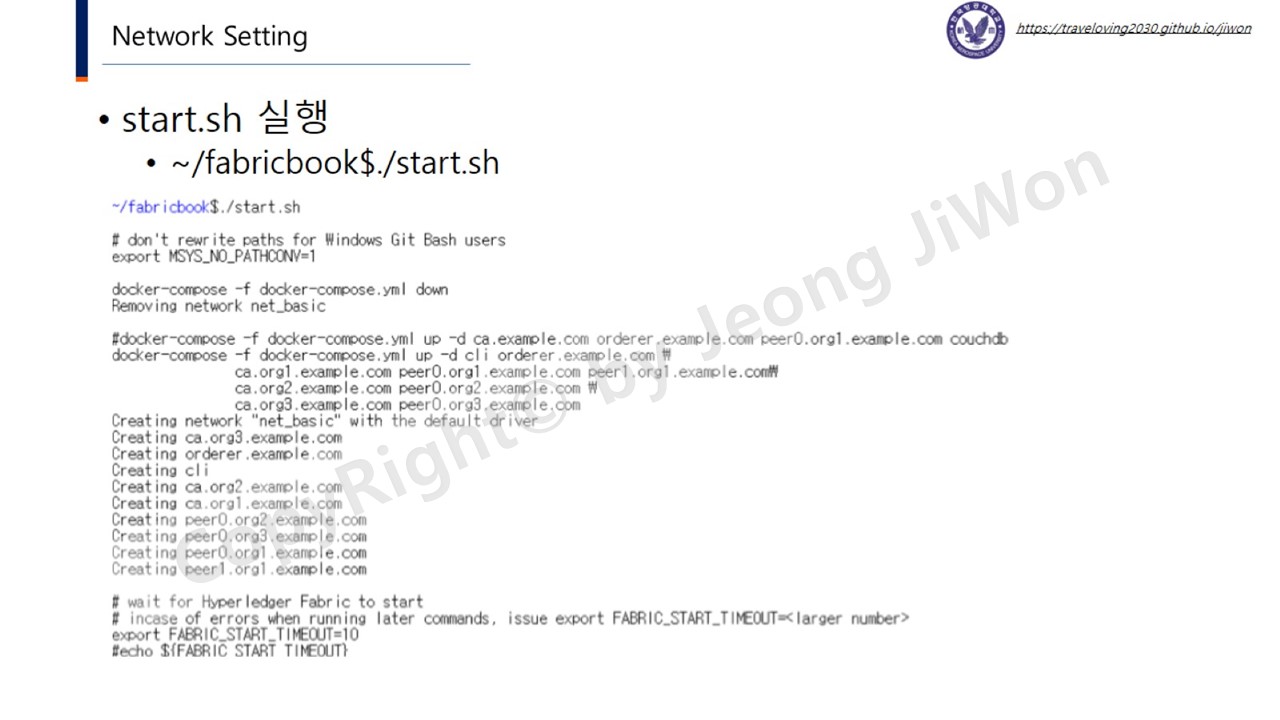 Network Setting
https://traveloving2030.github.io/jiwon
• start.sh 실행
• ~/fabricbook$./start.sh
~/fabricbook$./start.sh
# don't rewrite paths for Windows Git Bash users
export MSYS_NO_PATHCONV=1
docker-compose -f docker-compose.yml down
Removing network net_basic
#docker-compose -f docker-compose.yml up -d ca.example.com orderer.example.com peer0.org1.example.com couchdb
docker-compose -f docker-compose.yml up -d cli orderer.example.com ₩
ca.org1.example.com peer0.org1.example.com peer1.org1.example.com₩
ca.org2.example.com peer0.org2.example.com ₩
ca.org3.example.com peer0.org3.example.com
Creating network "net_basic" with the default driver
Creating ca.org3.example.com
Creating orderer.example.com
Creating cli
Creating ca.org2.example.com
Creating ca.org1.example.com
Creating peer0.org2.example.com
Creating peer0.org3.example.com
Creating peer0.org1.example.com
Creating peer1.org1.example.com
# wait for Hyperledger Fabric to start
# incase of errors when running later commands, issue export FABRIC_START_TIMEOUT=<larger number>
export FABRIC_START_TIMEOUT=10
#echo ${FABRIC_START_TIMEOUT}
CopyRight© by Jeong JiWon